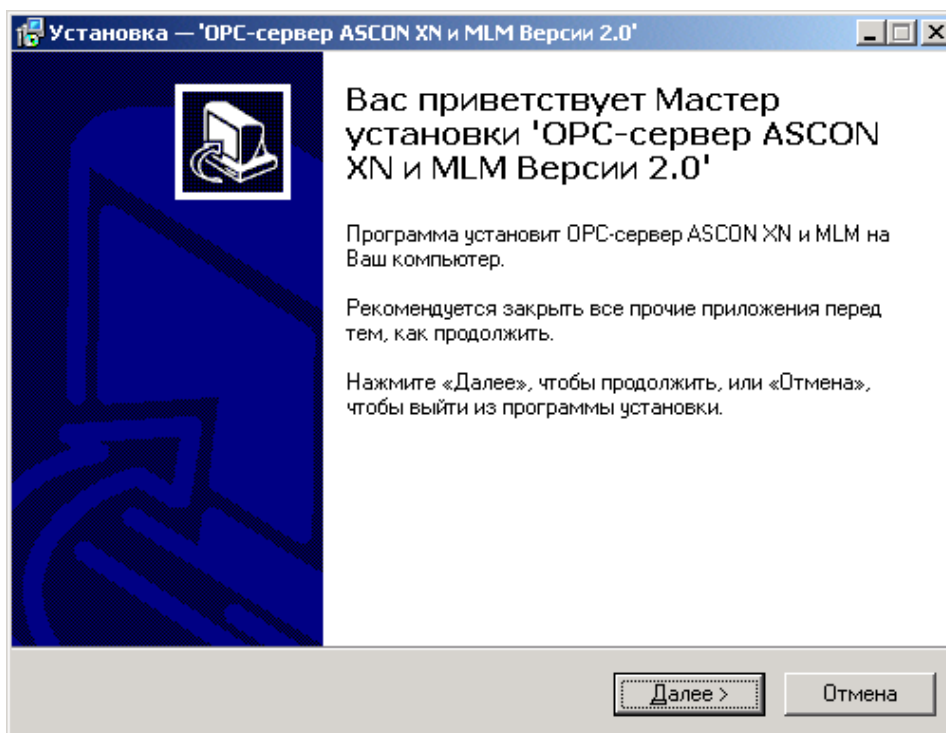 Установка — 'OPC-сервер ASCON XN и MLM Версии 2.0'
Вас приветствует Мастер
установки 'OPC-сервер ASCON
XN и MLM Версии 2.0'
Программа установит OPC-сервер ASCON XN и MLM на
Ваш компьютер.
Рекомендуется закрыть все прочие приложения перед
тем, как продолжить.
Нажмите «Далее», чтобы продолжить, или «Отмена»,
чтобы выйти из программы установки.
Далее >
Отмена